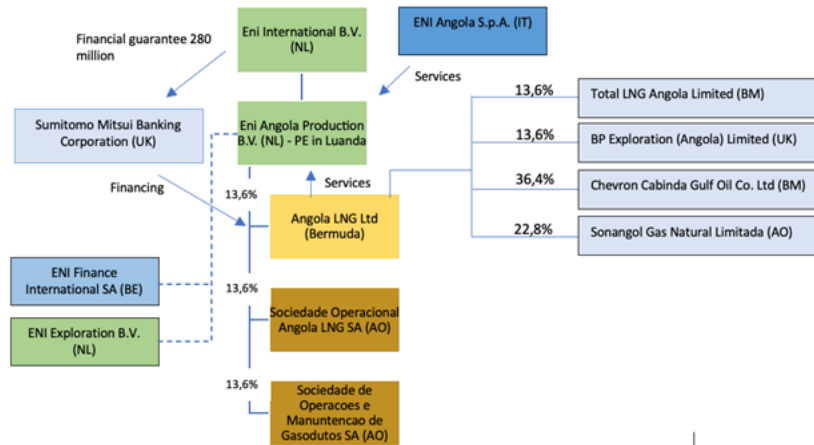 Financial guarantee 280
million
Eni International B.V.
(NL)
ENI Angola S.p.A. (IT)
Services
Sumitomo Mitsui Banking
Corporation (UK)
Eni Angola Production
B.V. (NL) - PE in Luanda
13,6%
Total LNG Angola Limited (BM)
13,6%
BP Exploration (Angola) Limited (UK)
36,4%
Chevron Cabinda Gulf Oil Co. Ltd (BM)
22,8%
Sonangol Gas Natural Limitada (AO)
Financing
13,6%
Services
Angola LNG Ltd
(Bermuda)
ENI Finance
International SA (BE)
13,6%
Sociedade Operacional
Angola LNG SA (AO)
ENI Exploration B.V.
(NL)
13,6%
Sociedade de
Operacoes e
Manuntencao de
Gasodutos SA (AO)